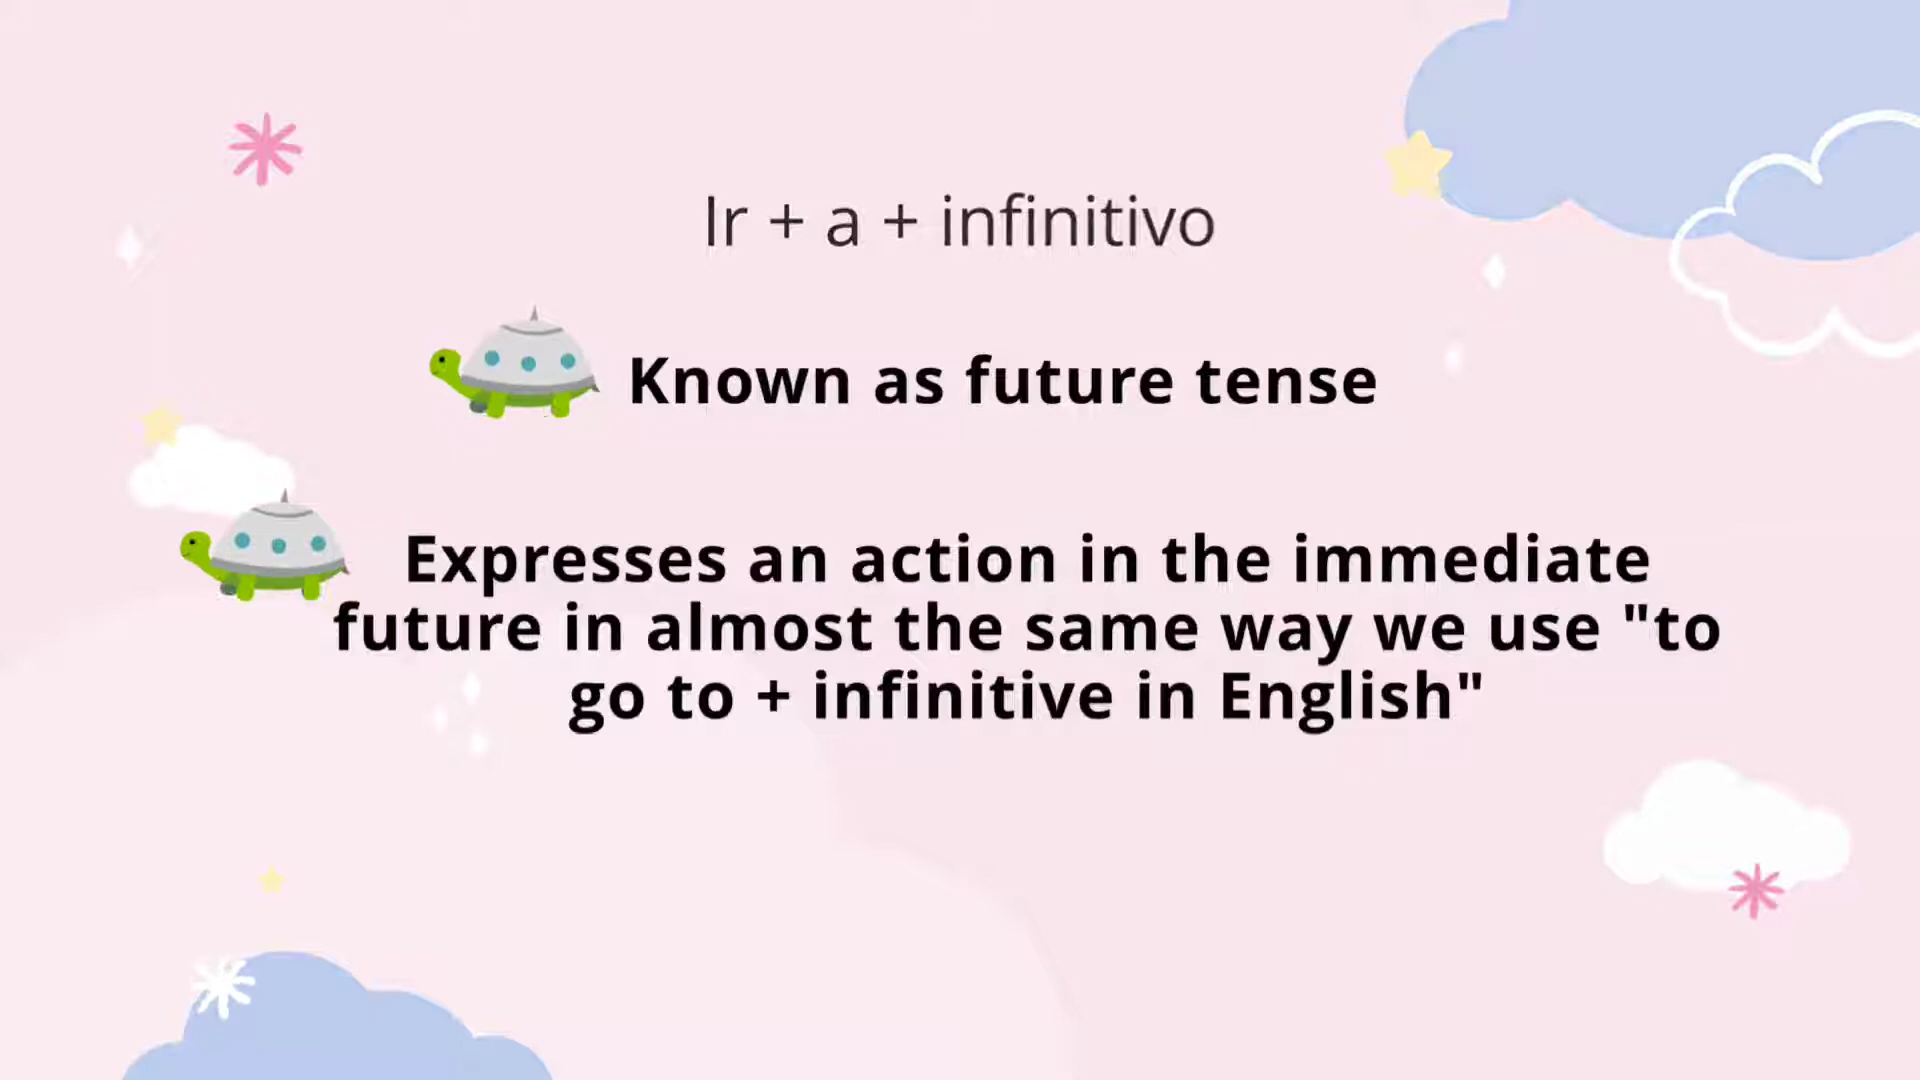 Ir + a + infinitivo
Known as future tense
Expresses an action in the immediate
future in almost the same way we use "to
go to + infinitive in English"